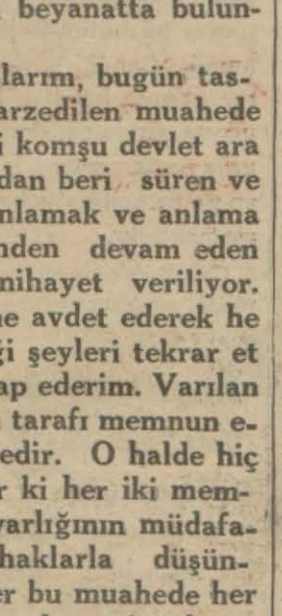 beyanatta bulun-
larım, bugün tas-
arzedilen muahede
i komşu devlet ara
dan beri süren ve
nlamak ve anlama
nden devam eden
nihayet veriliyor.
ne avdet ederek he
ği şeyleri tekrar et
ap ederim. Varılan
tarafı memnun e-
edir. O halde hiç
r ki her iki mem-
varlığının müdafa-
haklarla düşün-
er bu muahede her